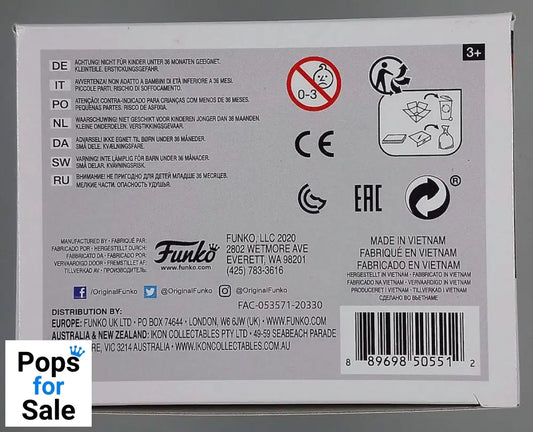 3+
DE ACHTUNG! NICHT FÜR KINDER UNTER 36 MONATEN GEEIGNET.
KLEINTEILE. ERSTICKUNGSGEFAHR.
IT AVVERTENZA! NON ADATTO A BAMBINI DI ETÀ INFERIORE A 36 MESI.
PICCOLE PARTI. RISCHIO DI SOFFOCAMENTO.
PO ATENÇÃO! CONTRA-INDICADO PARA CRIANÇAS COM MENOS DE 36 MESES.
PEQUENAS PARTES. RISCO DE ASFIXIA.
NL WAARSCHUWING! NIET GESCHIKT VOOR KINDEREN JONGER DAN 36 MAANDEN.
KLEINE ONDERDELEN. VERSTIKKINGSGEVAAR.
DA ADVARSEL! IKKE EGNET TIL BØRN UNDER 36 MÅNEDER.
SMÅ DELE. KVÆLNINGSFARE.
SW VARNING! INTE LÄMPLIG FÖR BARN UNDER 36 MÅNADER.
SMÅ DELAR. KVÄVNINGSRISK.
RU ВНИМАНИЕ! НЕ ПРИГОДНО ДЛЯ ДЕТЕЙ МЛАДШЕ 36 МЕСЯЦЕВ.
МЕЛКИЕ ЧАСТИ. ОПАСНОСТЬ УДУШЬЯ.
0-3
CE
EAC
®
MANUFACTURED BY • FABRIQUÉ PAR:
FABRICADO POR • HERGESTELLT DURCH:
FABBRICATO DA • FABRICADO POR:
VERVAARDIGD DOOR • FREMSTILLET AF •
TILLVERKAD AV • ПРОИЗВОДИТЕЛЬ:
Funko
www.funko.com
FUNKO, LLC 2020
2802 WETMORE AVE
EVERETT, WA 98201
(425) 783-3616
/OriginalFunko
/OriginalFunko
/OriginalFunko
FAC-053571-20330
MADE IN VIETNAM
FABRIQUÉ EN VIETNAM
FABRICADO EN VIETNAM
HERGESTELLT IN VIETNAM • FABBRICATO IN VIETNAM
FABRICADO NO VIETNAM • VERVAARDIGD IN VIETNAM
PRODUCERET I VIETNAM • TILLVERKAD I VIETNAM
СДЕЛАНО ВО ВЬЕТНАМЕ
DISTRIBUTION BY:
EUROPE: FUNKO UK LTD • PO BOX 74644 • LONDON, W6 6JW (UK) • WWW.FUNKO.COM
AUSTRALIA & NEW ZEALAND: IKON COLLECTABLES PTY LTD • 49-59 SEABEACH PARADE
VIC 3214 AUSTRALIA • WWW.IKONCOLLECTABLES.COM.AU
8 89698 50551 2
Pops
for
Sale